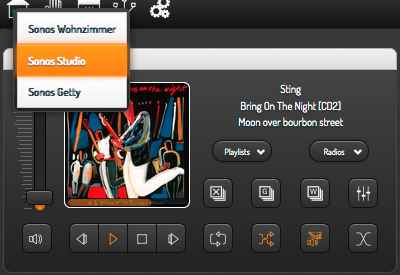 Sonos Wohnzimmer
Sonos Studio
Sonos Getty
Sting
Bring On The Night [CD2]
Moon over bourbon street
Playlists
Radios
X
G
W